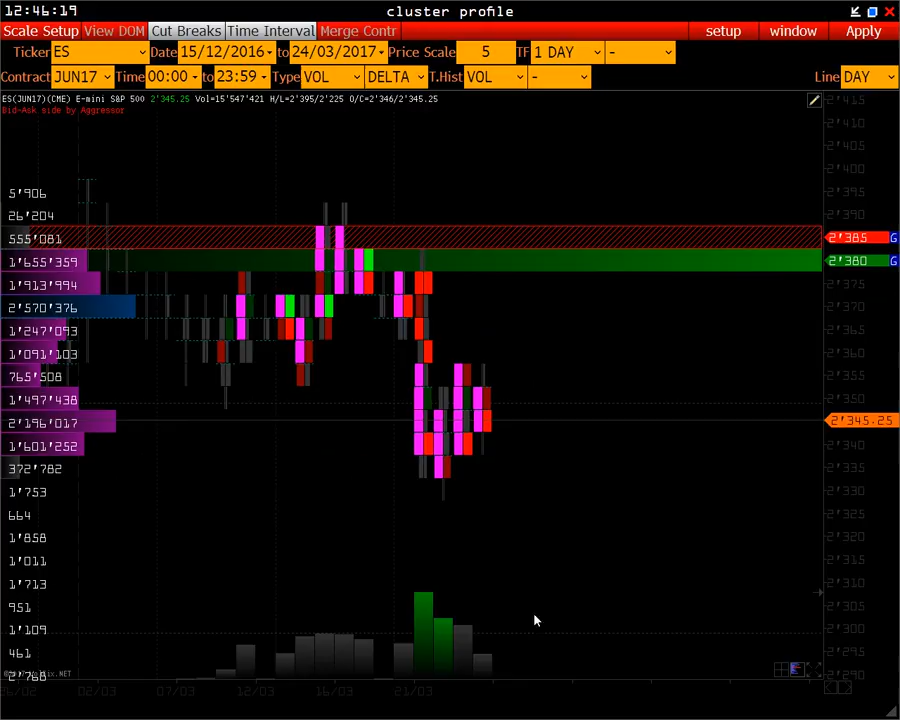 12:46:19 cluster profile
Scale Setup View DOM Cut Breaks Time Interval Merge Contr setup window Apply
Ticker ES Date 15/12/2016 to 24/03/2017 Price Scale 5 TF 1 DAY -
Contract JUN17 Time 00:00 to 23:59 Type VOL DELTA T.Hist VOL - Line DAY
ES(JUN17)(CME) E-mini S&P 500 2'345.25 Vol=15'547'421 H/L=2'395/2'225 O/C=2'346/2'345.25
Bid-Ask side by Aggressor
2'415
2'410
2'405
2'400
5'906 2'395
26'204 2'390
555'081 2'385 G
1'655'359 2'380 G
1'913'994 2'375
2'570'376 2'370
1'247'093 2'365
1'091'103 2'360
765'508 2'355
1'497'438 2'350
2'196'017 2'345.25
1'601'252 2'340
372'782 2'335
1'753 2'330
664 2'325
1'858 2'320
1'011 2'315
1'713 2'310
951 2'305
1'109 2'300
461 2'295
2'768 2'290
26/02 02/03 07/03 12/03 16/03 21/03